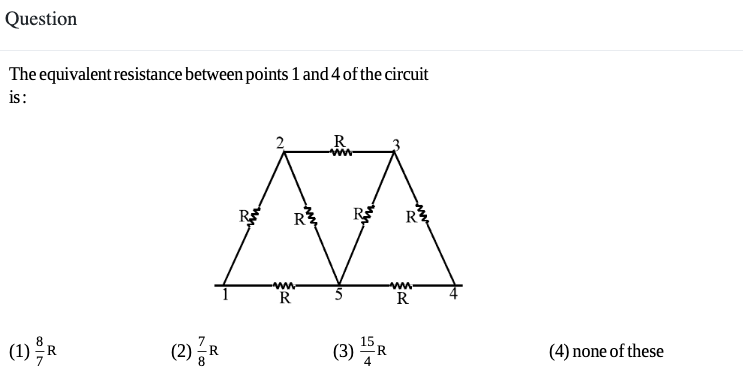 Question
The equivalent resistance between points 1 and 4 of the circuit
is :
2 R 3
R R R R
1 R 5 R 4
(1) 8/7 R (2) 7/8 R (3) 15/4 R (4) none of these